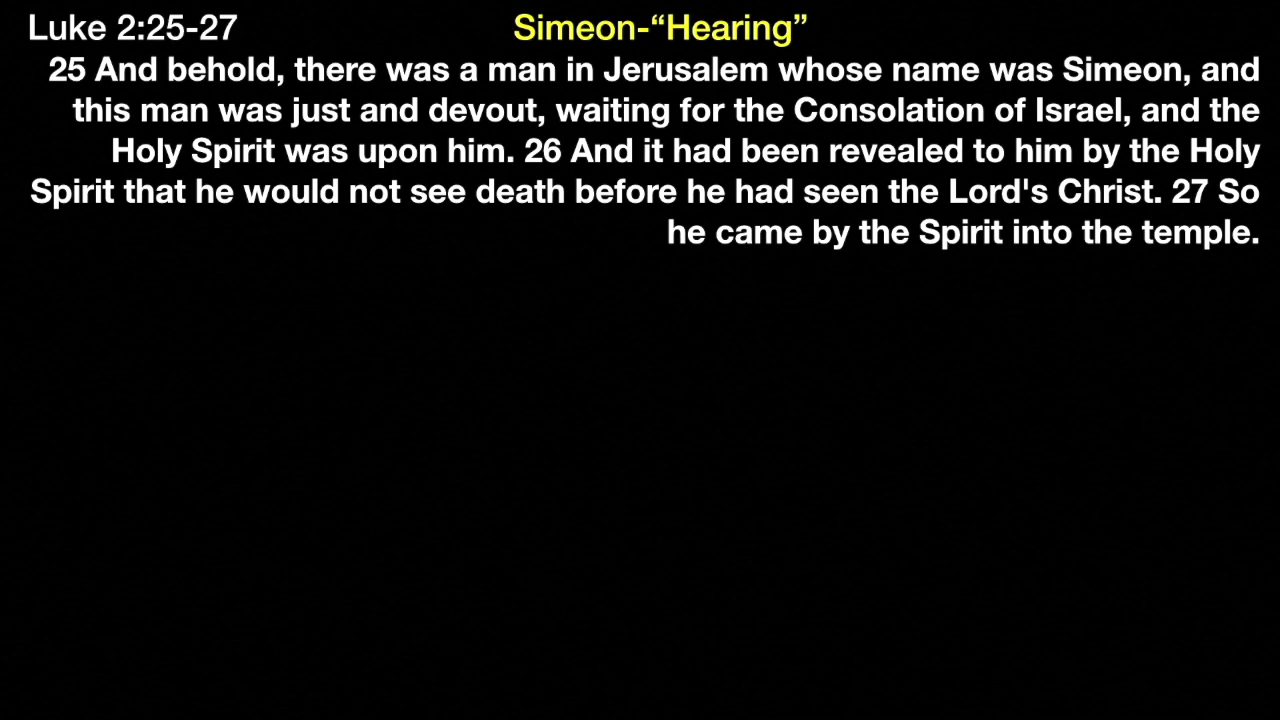 Luke 2:25-27
Simeon-“Hearing”
25 And behold, there was a man in Jerusalem whose name was Simeon, and
this man was just and devout, waiting for the Consolation of Israel, and the
Holy Spirit was upon him. 26 And it had been revealed to him by the Holy
Spirit that he would not see death before he had seen the Lord's Christ. 27 So
he came by the Spirit into the temple.